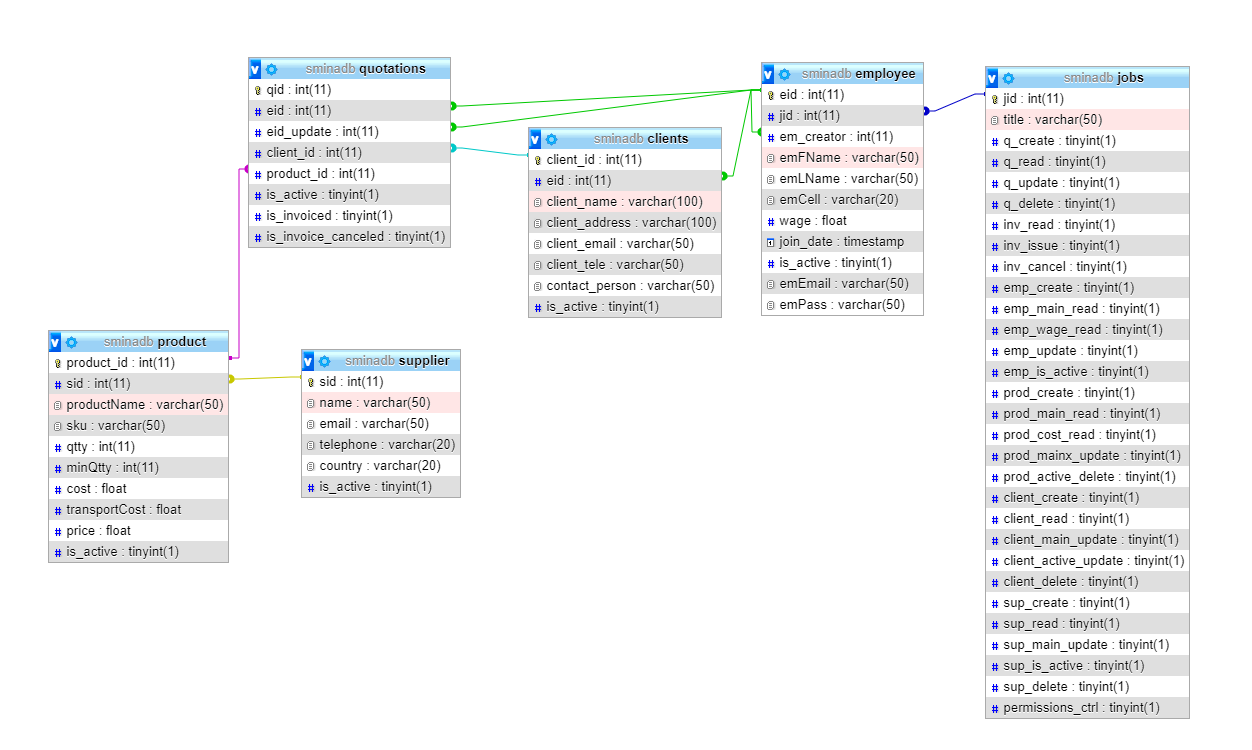 sminadb quotations
qid : int(11)
eid : int(11)
eid_update : int(11)
client_id : int(11)
product_id : int(11)
is_active : tinyint(1)
is_invoiced : tinyint(1)
is_invoice_canceled : tinyint(1)
sminadb clients
client_id : int(11)
eid : int(11)
client_name : varchar(100)
client_address : varchar(100)
client_email : varchar(50)
client_tele : varchar(50)
contact_person : varchar(50)
is_active : tinyint(1)
sminadb employee
eid : int(11)
jid : int(11)
em_creator : int(11)
emFName : varchar(50)
emLName : varchar(50)
emCell : varchar(20)
wage : float
join_date : timestamp
is_active : tinyint(1)
emEmail : varchar(50)
emPass : varchar(50)
sminadb jobs
jid : int(11)
title : varchar(50)
q_create : tinyint(1)
q_read : tinyint(1)
q_update : tinyint(1)
q_delete : tinyint(1)
inv_read : tinyint(1)
inv_issue : tinyint(1)
inv_cancel : tinyint(1)
emp_create : tinyint(1)
emp_main_read : tinyint(1)
emp_wage_read : tinyint(1)
emp_update : tinyint(1)
emp_is_active : tinyint(1)
prod_create : tinyint(1)
prod_main_read : tinyint(1)
prod_cost_read : tinyint(1)
prod_mainx_update : tinyint(1)
prod_active_delete : tinyint(1)
client_create : tinyint(1)
client_read : tinyint(1)
client_main_update : tinyint(1)
client_active_update : tinyint(1)
client_delete : tinyint(1)
sup_create : tinyint(1)
sup_read : tinyint(1)
sup_main_update : tinyint(1)
sup_is_active : tinyint(1)
sup_delete : tinyint(1)
permissions_ctrl : tinyint(1)
sminadb product
product_id : int(11)
sid : int(11)
productName : varchar(50)
sku : varchar(50)
qtty : int(11)
minQtty : int(11)
cost : float
transportCost : float
price : float
is_active : tinyint(1)
sminadb supplier
sid : int(11)
name : varchar(50)
email : varchar(50)
telephone : varchar(20)
country : varchar(20)
is_active : tinyint(1)